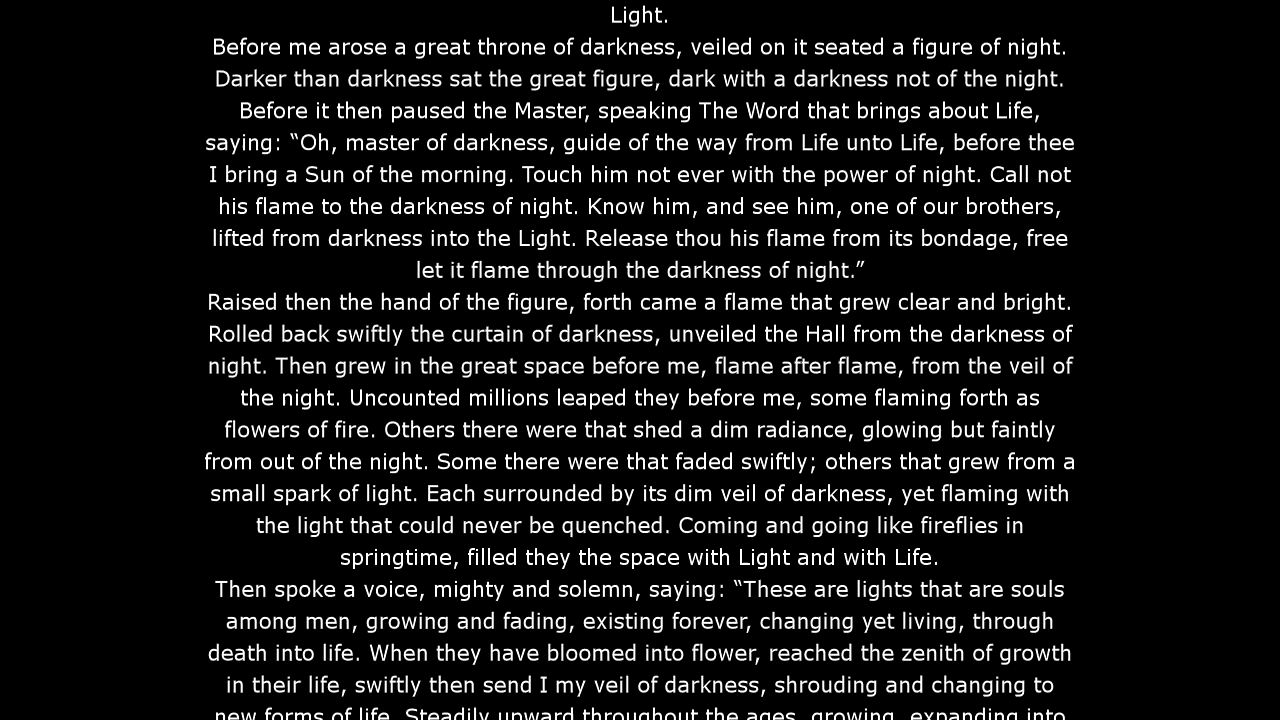 Light.
Before me arose a great throne of darkness, veiled on it seated a figure of night.
Darker than darkness sat the great figure, dark with a darkness not of the night.
Before it then paused the Master, speaking The Word that brings about Life,
saying: “Oh, master of darkness, guide of the way from Life unto Life, before thee
I bring a Sun of the morning. Touch him not ever with the power of night. Call not
his flame to the darkness of night. Know him, and see him, one of our brothers,
lifted from darkness into the Light. Release thou his flame from its bondage, free
let it flame through the darkness of night.”
Raised then the hand of the figure, forth came a flame that grew clear and bright.
Rolled back swiftly the curtain of darkness, unveiled the Hall from the darkness of
night. Then grew in the great space before me, flame after flame, from the veil of
the night. Uncounted millions leaped they before me, some flaming forth as
flowers of fire. Others there were that shed a dim radiance, glowing but faintly
from out of the night. Some there were that faded swiftly; others that grew from a
small spark of light. Each surrounded by its dim veil of darkness, yet flaming with
the light that could never be quenched. Coming and going like fireflies in
springtime, filled they the space with Light and with Life.
Then spoke a voice, mighty and solemn, saying: “These are lights that are souls
among men, growing and fading, existing forever, changing yet living, through
death into life. When they have bloomed into flower, reached the zenith of growth
in their life, swiftly then send I my veil of darkness, shrouding and changing to
new forms of life. Steadily upward throughout the ages, growing, expanding into